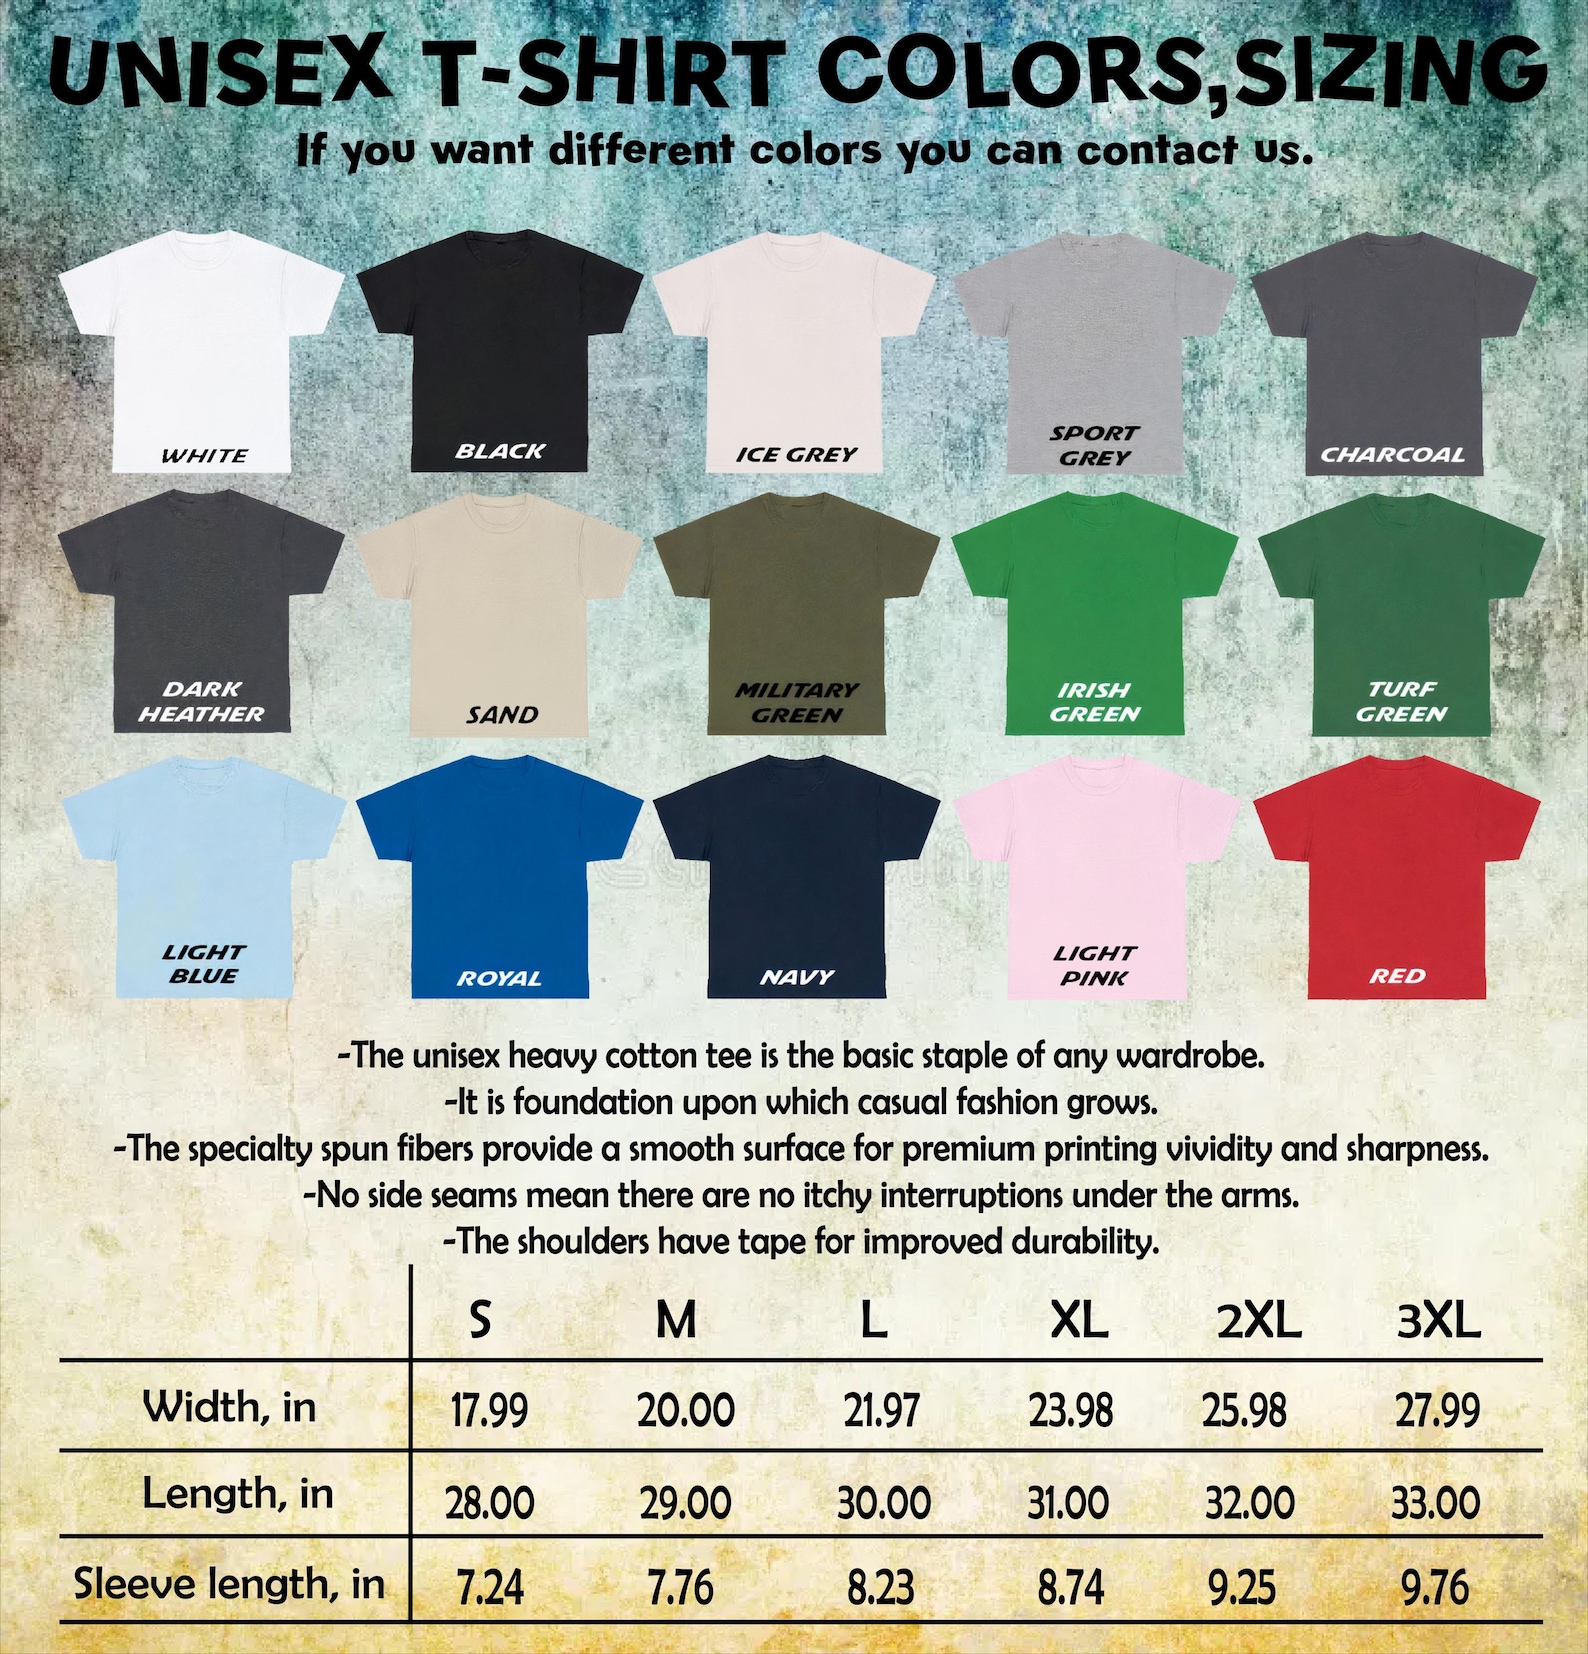 UNISEX T-SHIRT COLORS,SIZING
If you want different colors you can contact us.
WHITE
BLACK
ICE GREY
SPORT
GREY
CHARCOAL
DARK
HEATHER
SAND
MILITARY
GREEN
IRISH
GREEN
TURF
GREEN
LIGHT
BLUE
ROYAL
NAVY
LIGHT
PINK
RED
-The unisex heavy cotton tee is the basic staple of any wardrobe.
-It is foundation upon which casual fashion grows.
-The specialty spun fibers provide a smooth surface for premium printing vividity and sharpness.
-No side seams mean there are no itchy interruptions under the arms.
-The shoulders have tape for improved durability.
S M L XL 2XL 3XL
Width, in 17.99 20.00 21.97 23.98 25.98 27.99
Length, in 28.00 29.00 30.00 31.00 32.00 33.00
Sleeve length, in 7.24 7.76 8.23 8.74 9.25 9.76